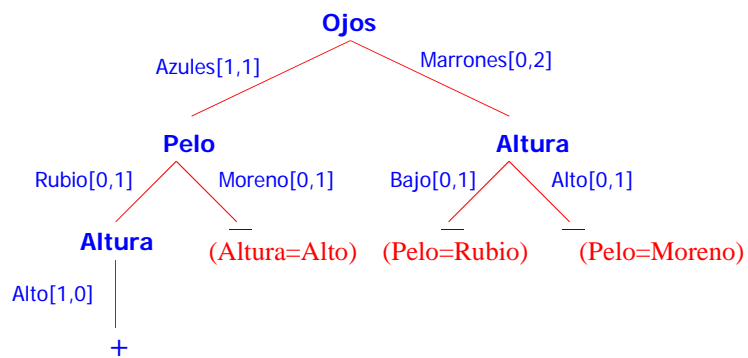 Ojos
Azules[1,1]
Marrones[0,2]
Pelo
Altura
Rubio[0,1]
Moreno[0,1]
Bajo[0,1]
Alto[0,1]
Altura
– (Altura=Alto)
– (Pelo=Rubio)
– (Pelo=Moreno)
Alto[1,0]
+